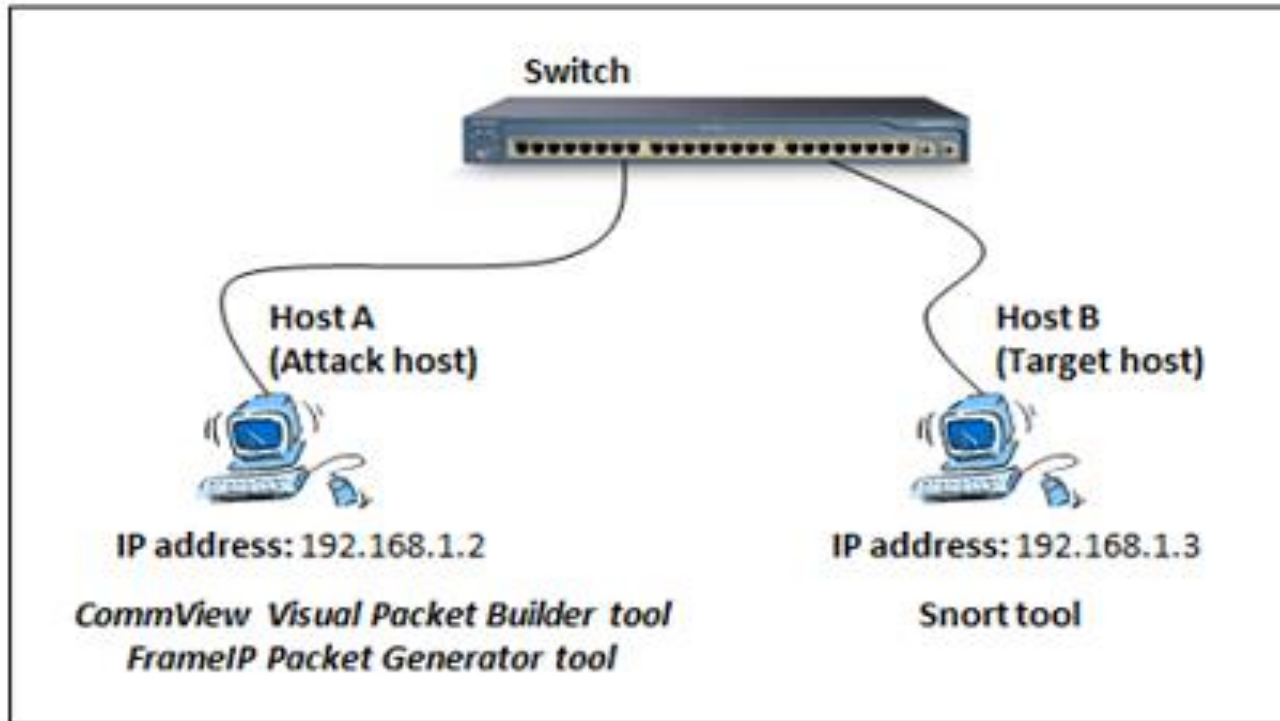 Switch
Host A
(Attack host)
Host B
(Target host)
IP address: 192.168.1.2
IP address: 192.168.1.3
CommView Visual Packet Builder tool
FrameIP Packet Generator tool
Snort tool